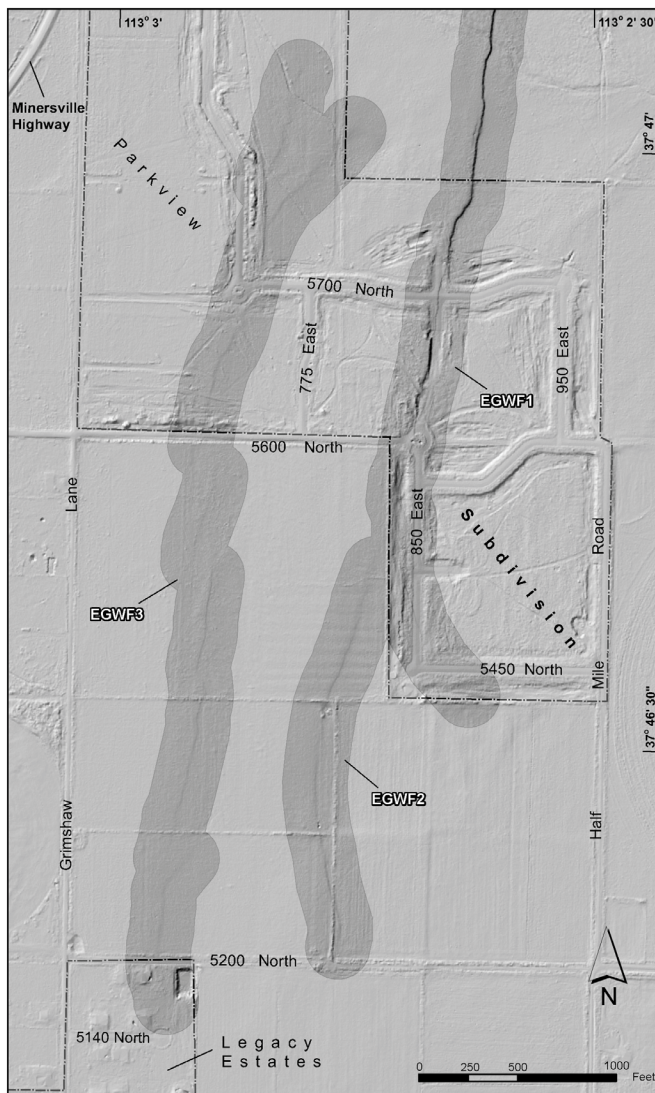 113° 3'
113° 2' 30"
Minersville
Highway
37° 47'
Parkview
5700 North
775 East
950 East
EGWF1
5600 North
Lane
850 East
Subdivision
Road
EGWF3
5450 North
Mile
37° 46' 30"
EGWF2
Grimshaw
Half
5200 North
N
5140 North
Legacy
Estates
0 250 500 1000
Feet